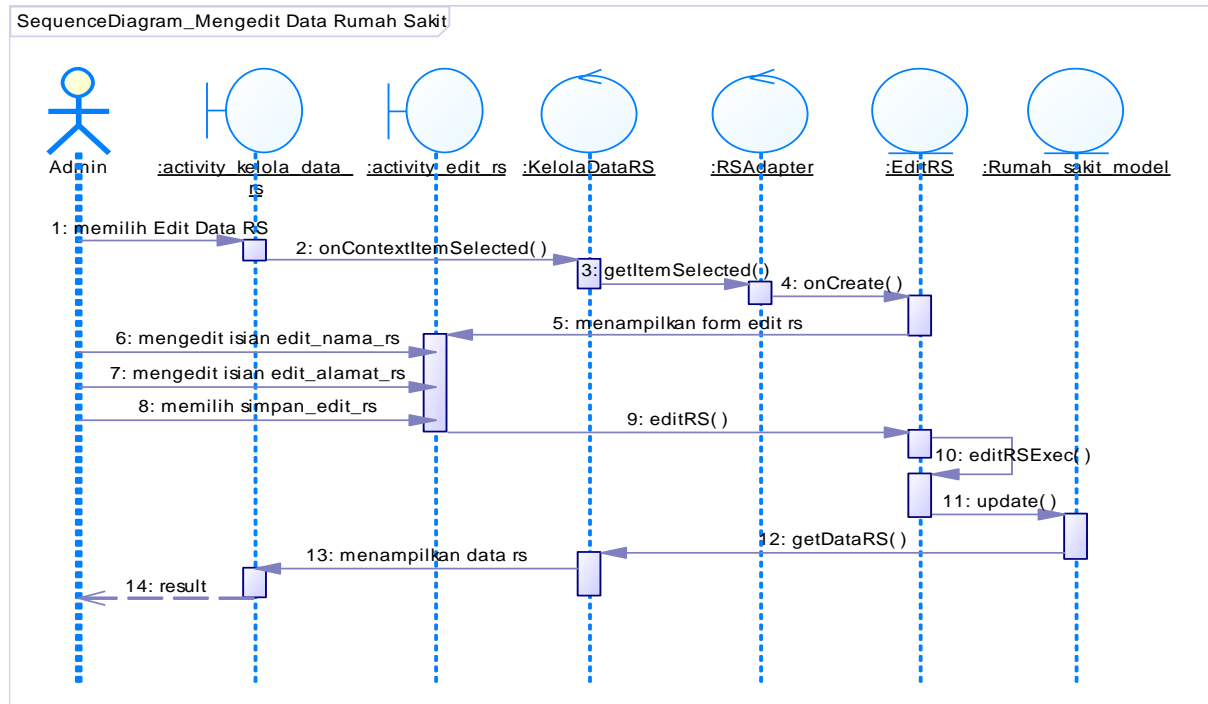 SequenceDiagram_Mengedit Data Rumah Sakit
Admin
:activity_kelola_data_
rs
:activity_edit_rs
:KelolaDataRS
:RSAdapter
:EditRS
:Rumah_sakit_model
1: memilih Edit Data RS
2: onContextItemSelected()
3: getItemSelected()
4: onCreate()
5: menampilkan form edit rs
6: mengedit isian edit_nama_rs
7: mengedit isian edit_alamat_rs
8: memilih simpan_edit_rs
9: editRS()
10: editRSExec()
11: update()
12: getDataRS()
13: menampilkan data rs
14: result